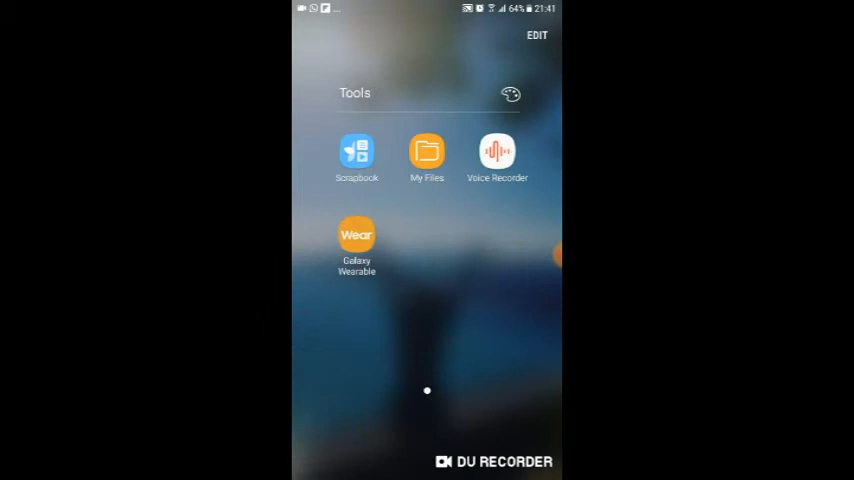 64% 21:41
EDIT
Tools
Scrapbook
My Files
Voice Recorder
Wear
Galaxy
Wearable
DU RECORDER